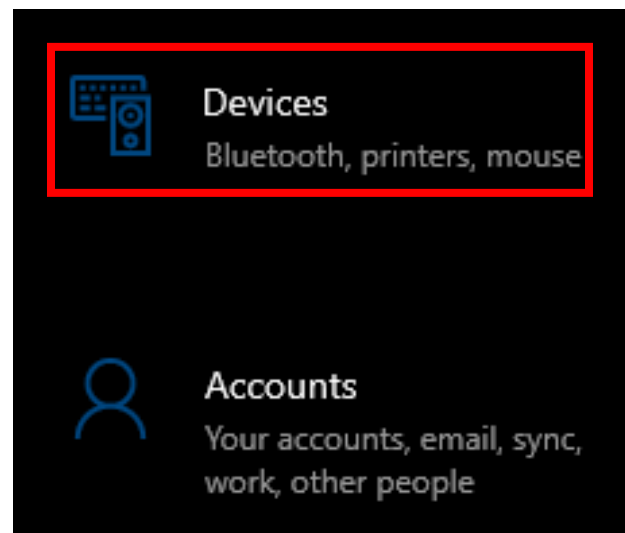 Devices
Bluetooth, printers, mouse
Accounts
Your accounts, email, sync,
work, other people